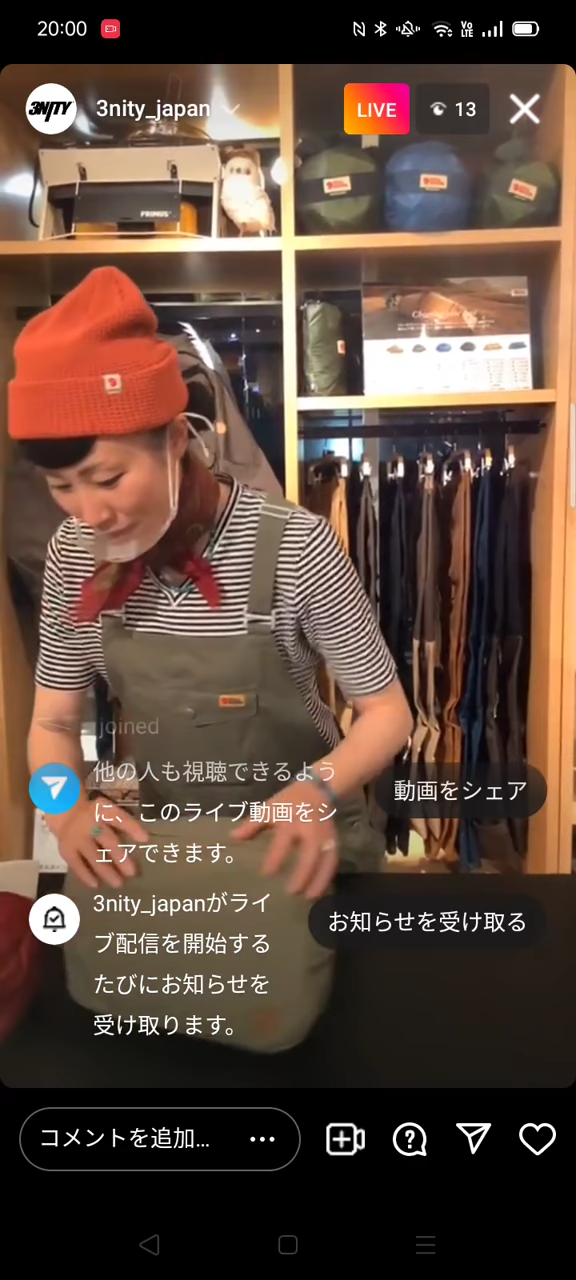 20:00
Vo
LTE
3NITY
3nity_japan
LIVE
13
PRIMUS
joined
他の人も視聴できるよう
に、このライブ動画をシ
ェアできます。
動画をシェア
3nity_japanがライ
ブ配信を開始する
たびにお知らせを
受け取ります。
お知らせを受け取る
コメントを追加...